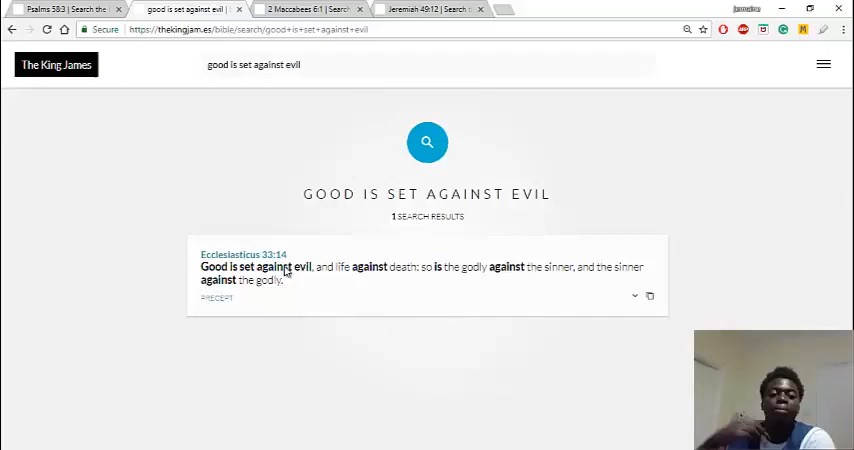 Psalms 58:3 | Search the
good is set against evil |
2 Maccabees 6:1 | Search
Jeremiah 49:12 | Search t
jermaine
Secure
https://thekingjam.es/bible/search/good+is+set+against+evil
The King James
good is set against evil
GOOD IS SET AGAINST EVIL
1 SEARCH RESULTS
Ecclesiasticus 33:14
Good is set against evil, and life against death: so is the godly against the sinner, and the sinner
against the godly.
PRECEPT